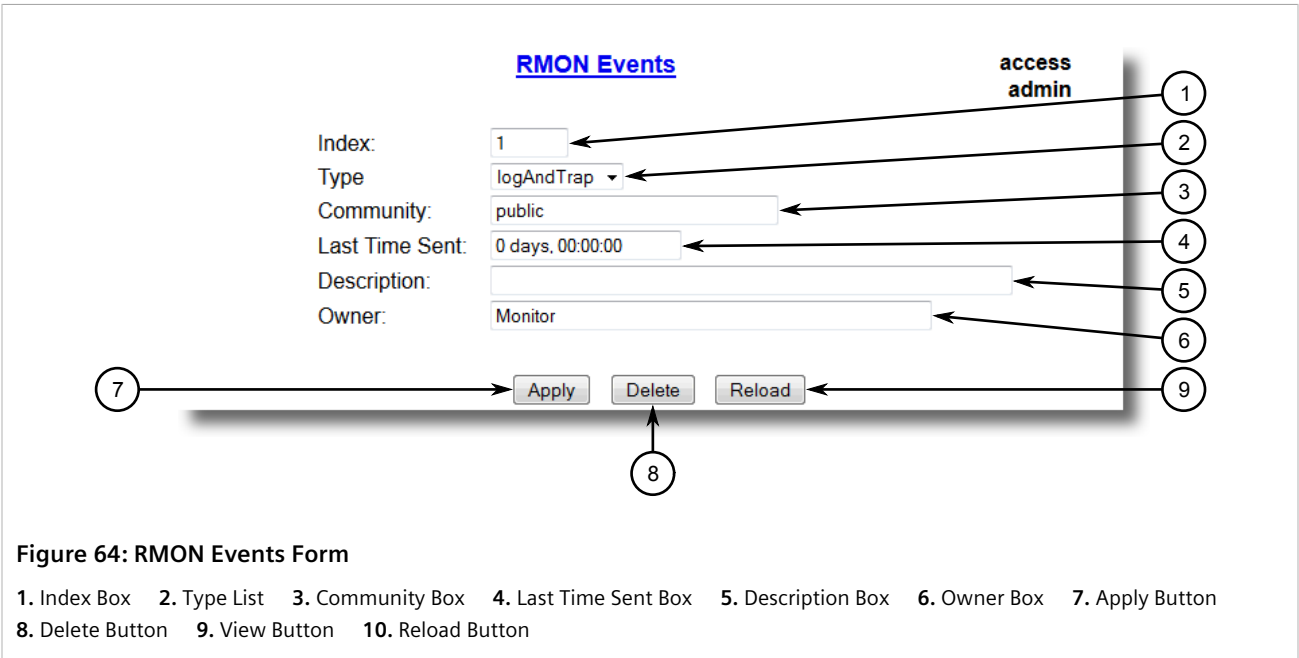 RMON Events
access
admin
1
Index: 1
2
Type logAndTrap
3
Community: public
4
Last Time Sent: 0 days, 00:00:00
Description:
5
Owner: Monitor
6
7
Apply Delete Reload
9
8
Figure 64: RMON Events Form
1. Index Box 2. Type List 3. Community Box 4. Last Time Sent Box 5. Description Box 6. Owner Box 7. Apply Button
8. Delete Button 9. View Button 10. Reload Button